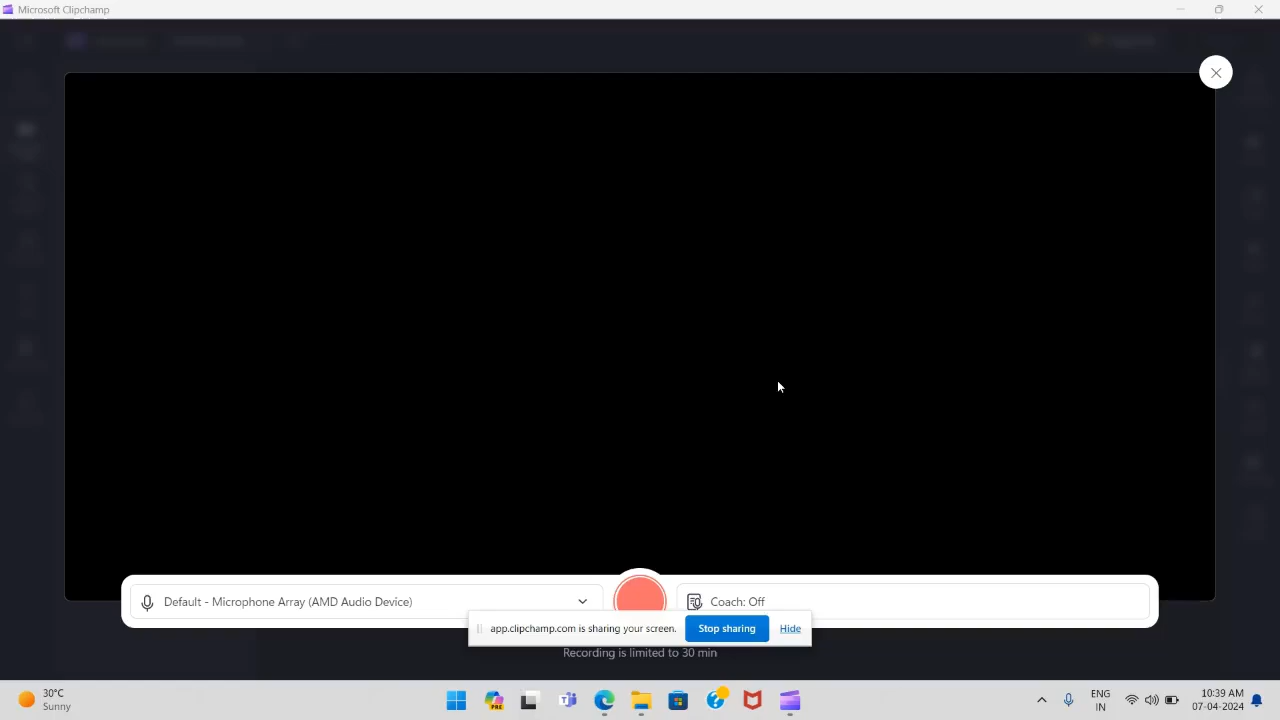 Microsoft Clipchamp
Default - Microphone Array (AMD Audio Device)
Coach: Off
app.clipchamp.com is sharing your screen.
Stop sharing
Hide
Recording is limited to 30 min
30°C
Sunny
PRE
ENG
IN
10:39 AM
07-04-2024